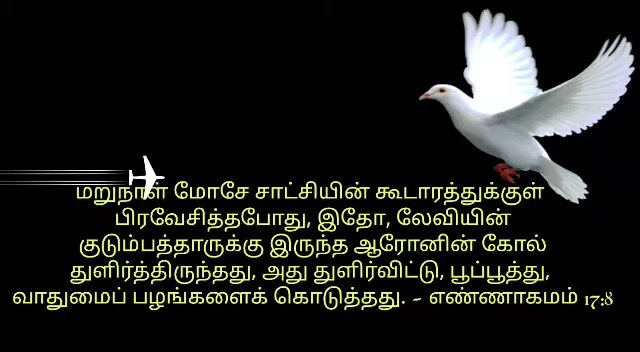 மறுநாள் மோசே சாட்சியின் கூடாரத்துக்குள்
பிரவேசித்தபோது, இதோ, லேவியின்
குடும்பத்தாருக்கு இருந்த ஆரோனின் கோல்
துளிர்த்திருந்தது, அது துளிர்விட்டு, பூப்பூத்து,
வாதுமைப் பழங்களைக் கொடுத்தது. - எண்ணாகமம் 17:8